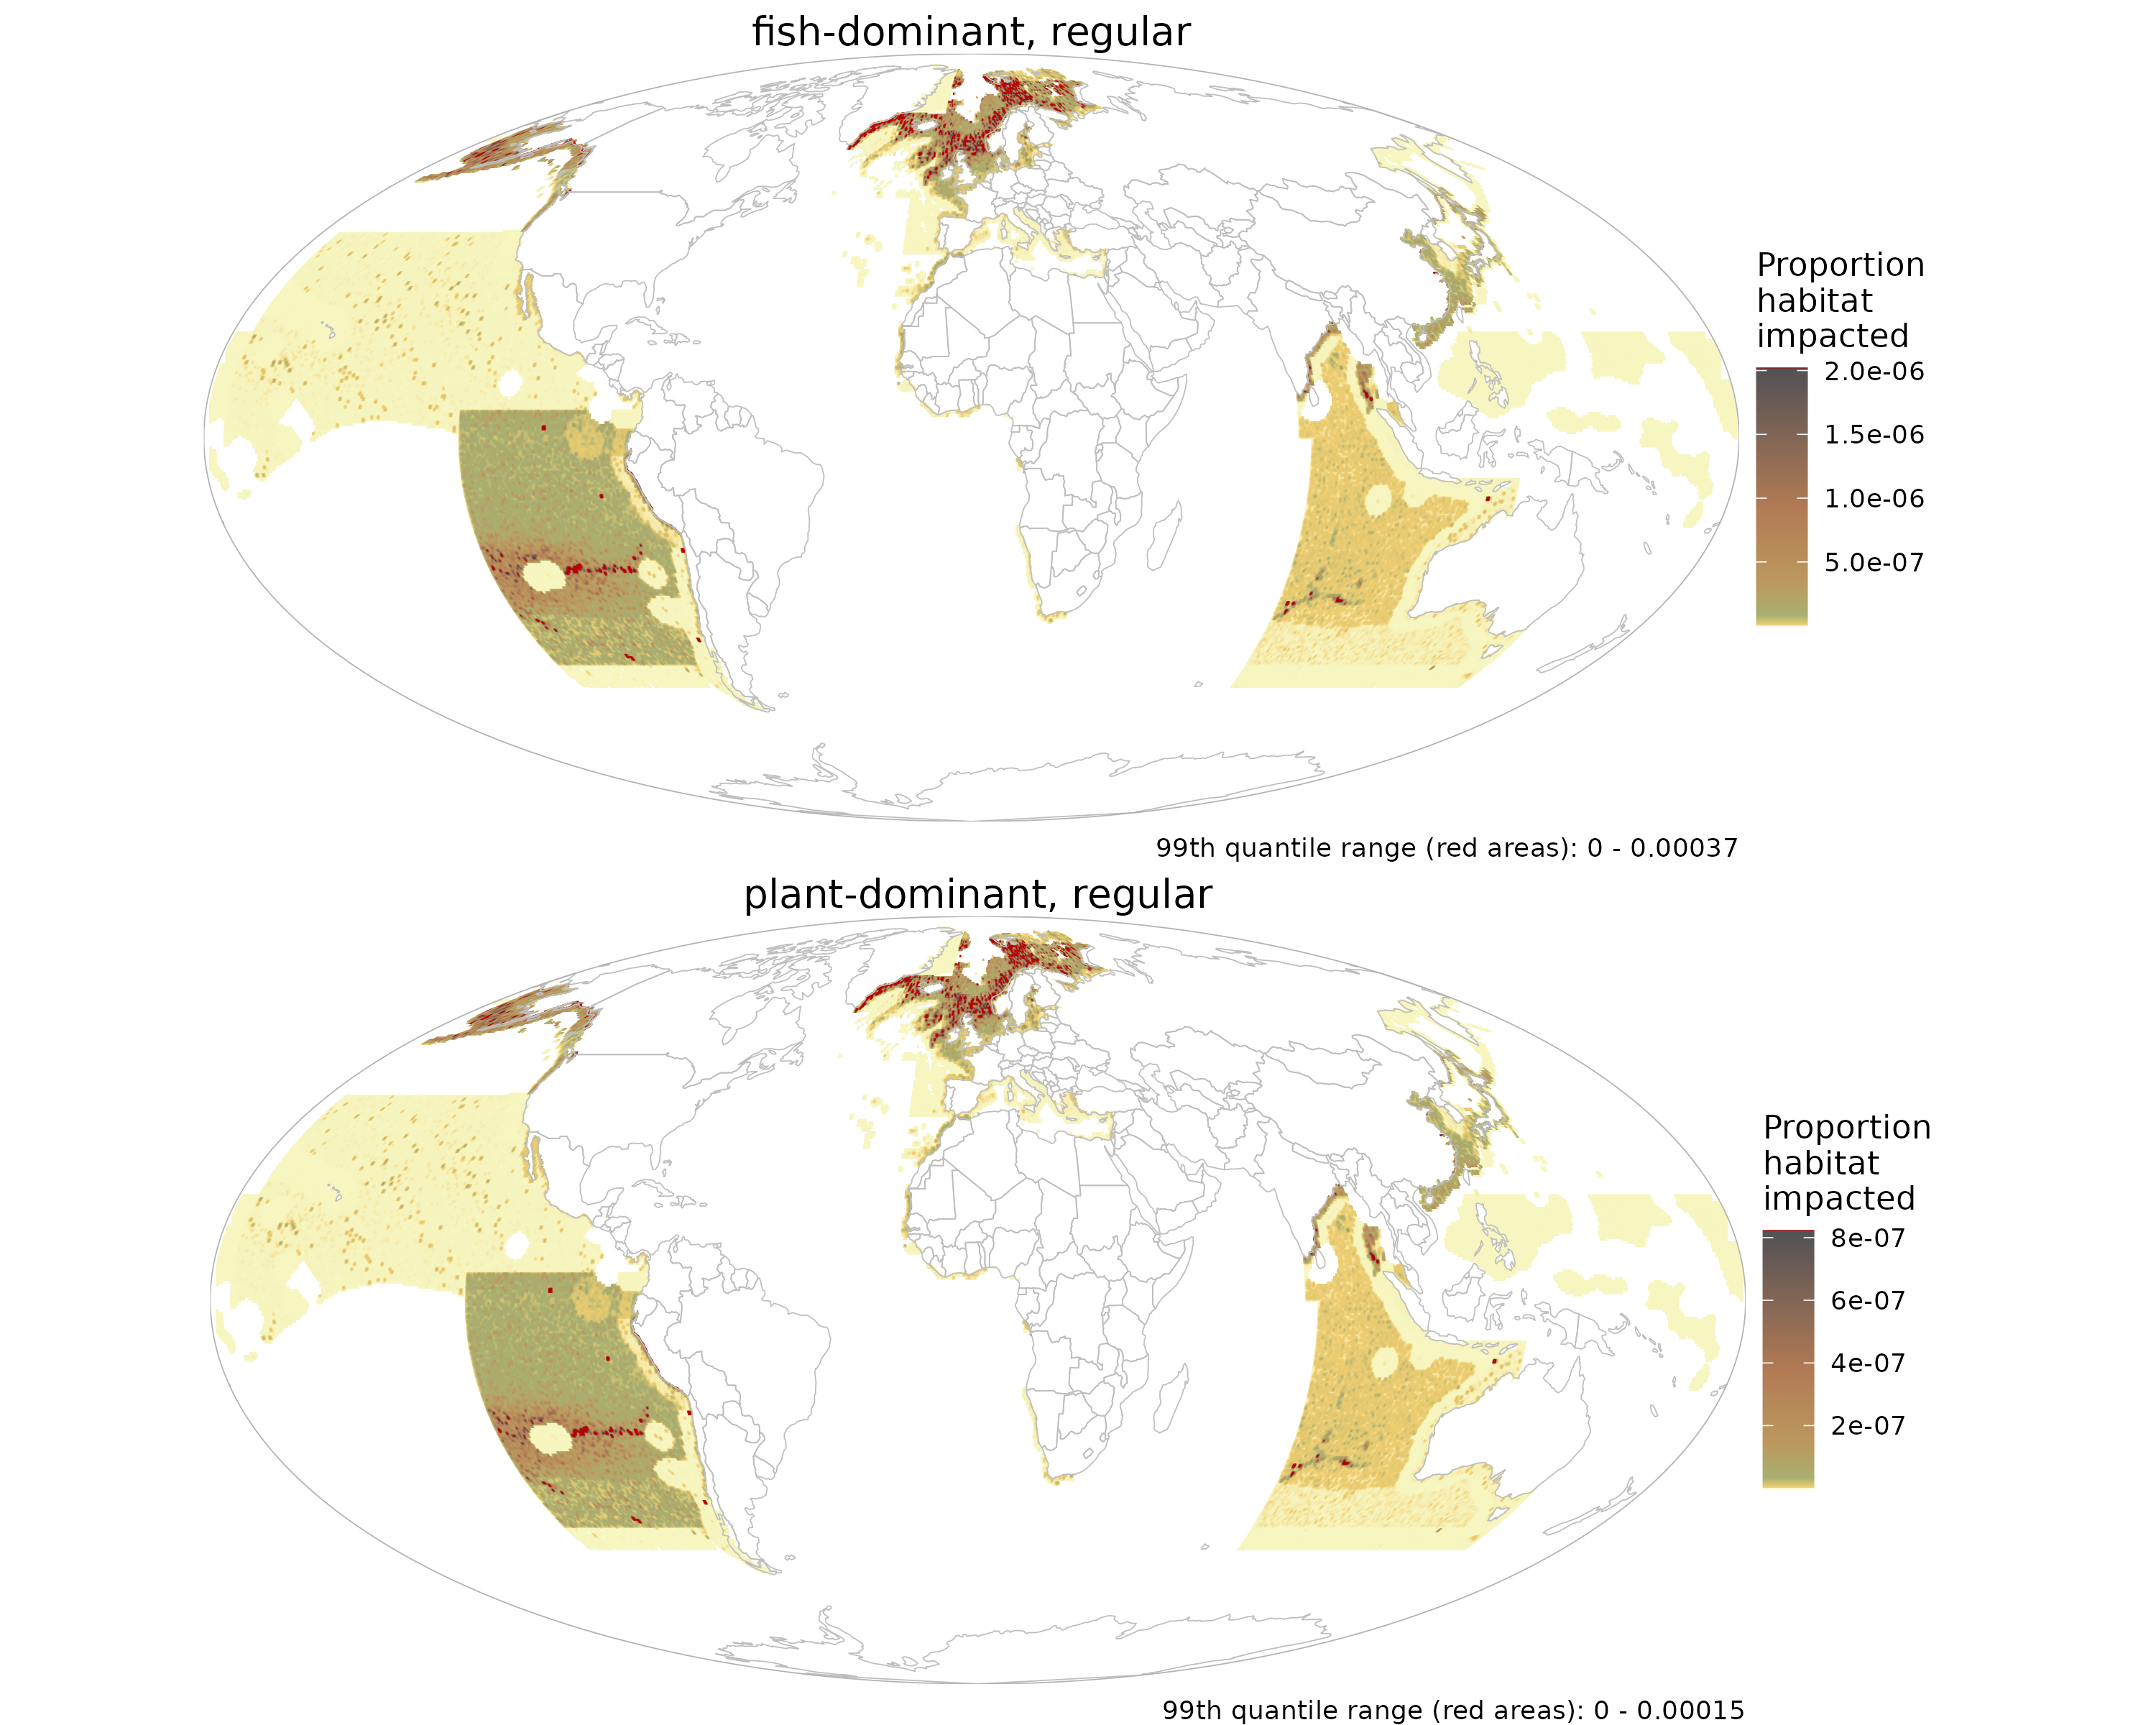 fish-dominant, regular
Proportion
habitat
impacted
2.0e-06
1.5e-06
1.0e-06
5.0e-07
99th quantile range (red areas): 0 - 0.00037
plant-dominant, regular
Proportion
habitat
impacted
8e-07
6e-07
4e-07
2e-07
99th quantile range (red areas): 0 - 0.00015